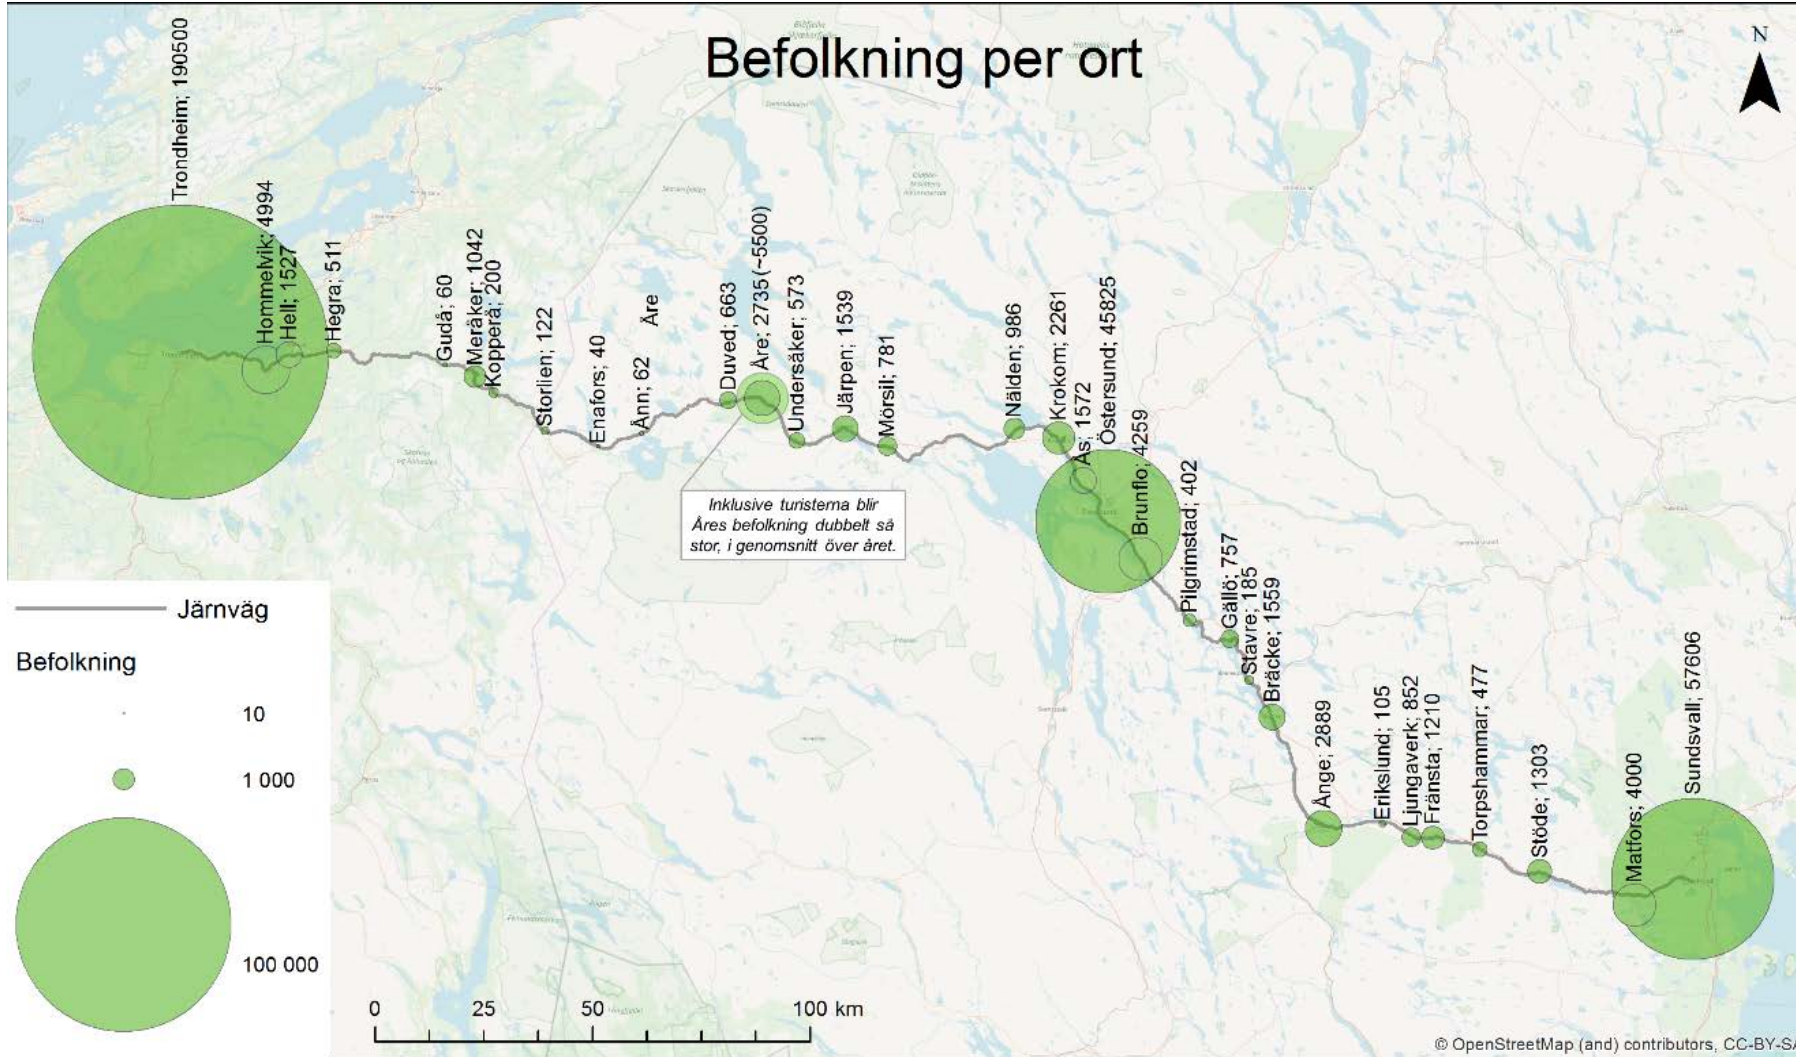 Befolkning per ort
N
Trondheim; 190500
Hommelvik; 4994
Hell; 1527
Hegra; 511
Gudå; 60
Meråker; 1042
Kopperå; 200
Storlien; 122
Enafors; 40
Ånn; 62
Åre
Duved; 663
Åre; 2735 (~5500)
Undersåker; 573
Järpen; 1539
Mörsil; 781
Nälden; 986
Krokom; 2261
Ås; 1572
Östersund; 45825
Brunflo; 4259
Pilgrimstad; 402
Gällö; 757
Stavre; 185
Bräcke; 1559
Ånge; 2889
Erikslund; 105
Ljungaverk; 852
Fränsta; 1210
Torpshammar; 477
Stöde; 1303
Matfors; 4000
Sundsvall; 57606
Inklusive turisterna blir
Åres befolkning dubbelt så
stor, i genomsnitt över året.
Järnväg
Befolkning
10
1 000
100 000
0 25 50 100 km
© OpenStreetMap (and) contributors, CC-BY-SA